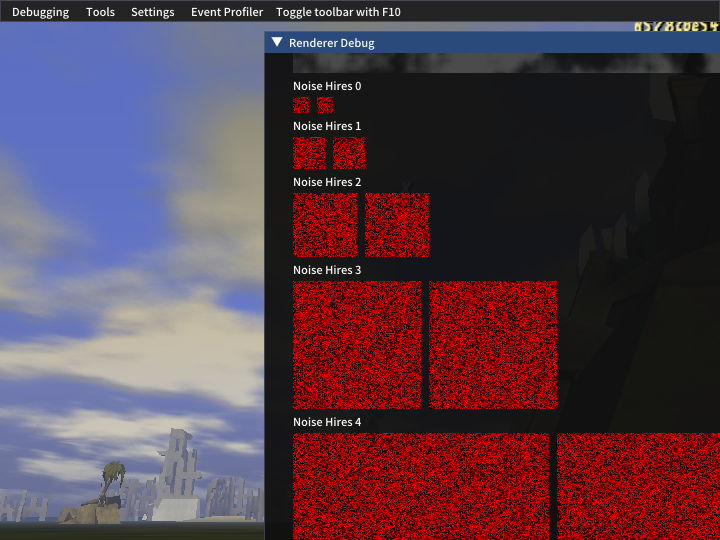 Debugging Tools Settings Event Profiler Toggle toolbar with F10
Renderer Debug
Noise Hires 0
Noise Hires 1
Noise Hires 2
Noise Hires 3
Noise Hires 4